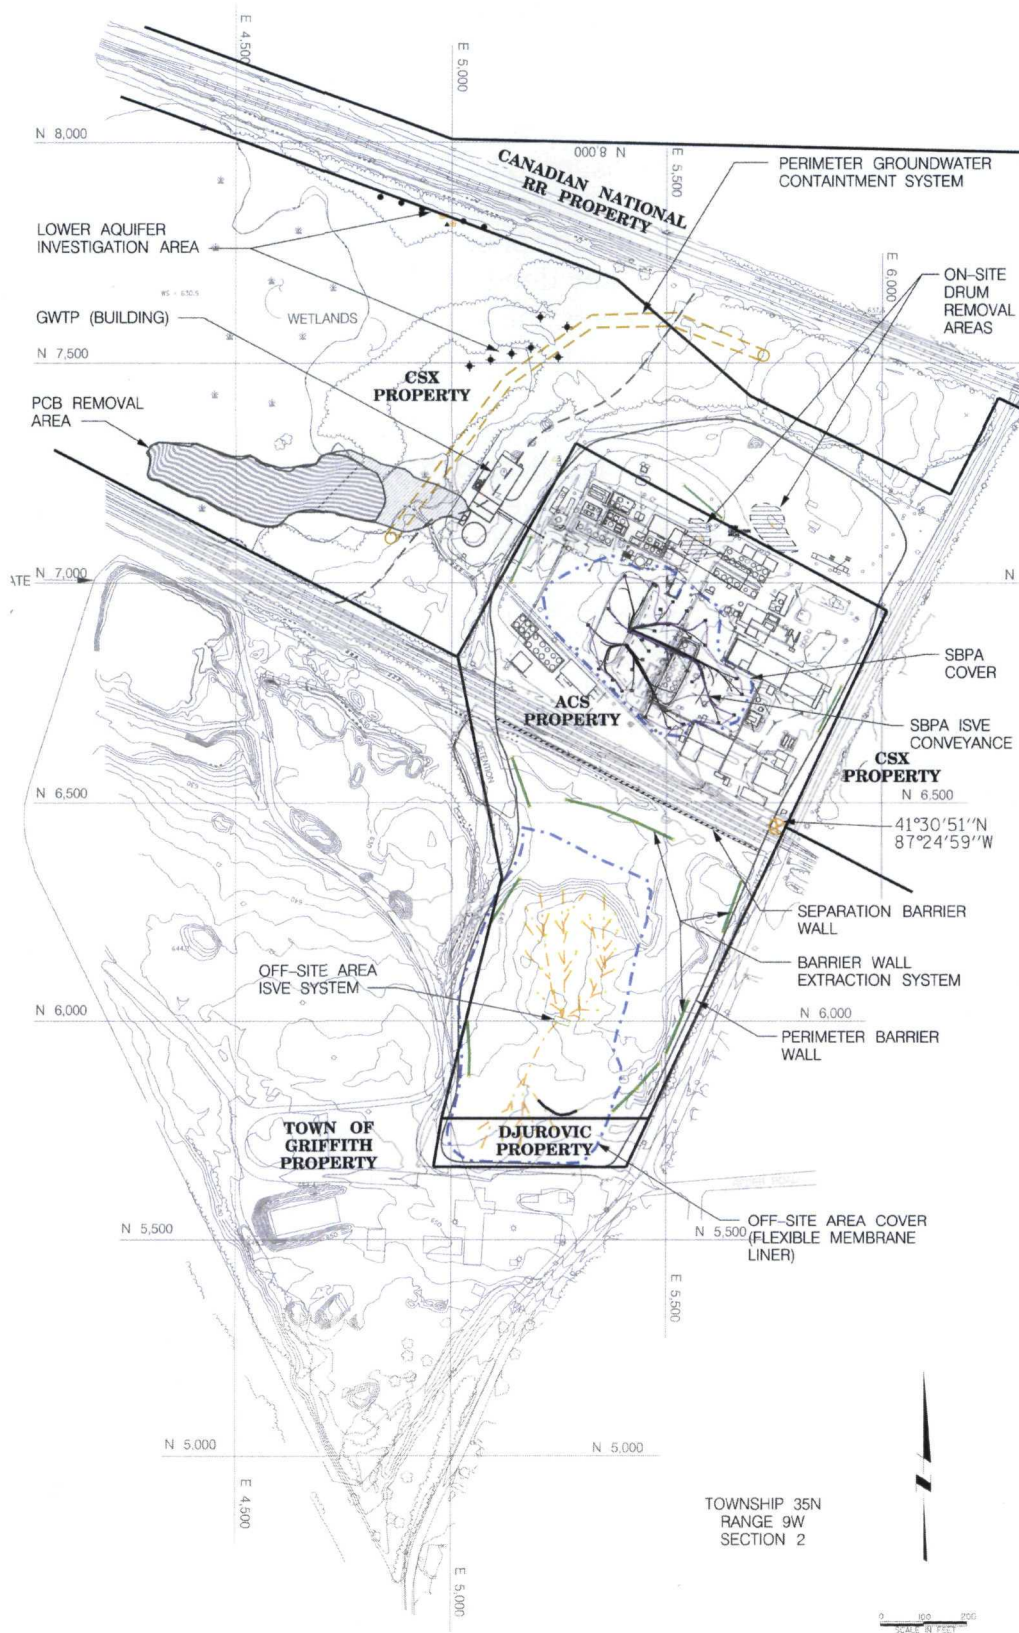 E 4,500
E 5,000
N 8,000
N 8,000
E 5,500
CANADIAN NATIONAL
RR PROPERTY
PERIMETER GROUNDWATER
CONTAINTMENT SYSTEM
LOWER AQUIFER
INVESTIGATION AREA
E 6,000
ON-SITE
DRUM
REMOVAL
AREAS
WETLANDS
GWTP (BUILDING)
N 7,500
CSX
PROPERTY
PCB REMOVAL
AREA
N 7,000
N
SBPA
COVER
ACS
PROPERTY
SBPA ISVE
CONVEYANCE
CSX
PROPERTY
N 6,500
N 6,500
41°30'51''N
87°24'59''W
SEPARATION BARRIER
WALL
OFF-SITE AREA
ISVE SYSTEM
BARRIER WALL
EXTRACTION SYSTEM
N 6,000
N 6,000
PERIMETER BARRIER
WALL
TOWN OF
GRIFFITH
PROPERTY
DJUROVIC
PROPERTY
N 5,500
N 5,500
OFF-SITE AREA COVER
(FLEXIBLE MEMBRANE
LINER)
E 5,500
N 5,000
N 5,000
E 4,500
E 5,000
TOWNSHIP 35N
RANGE 9W
SECTION 2
0 100 200
SCALE IN FEET